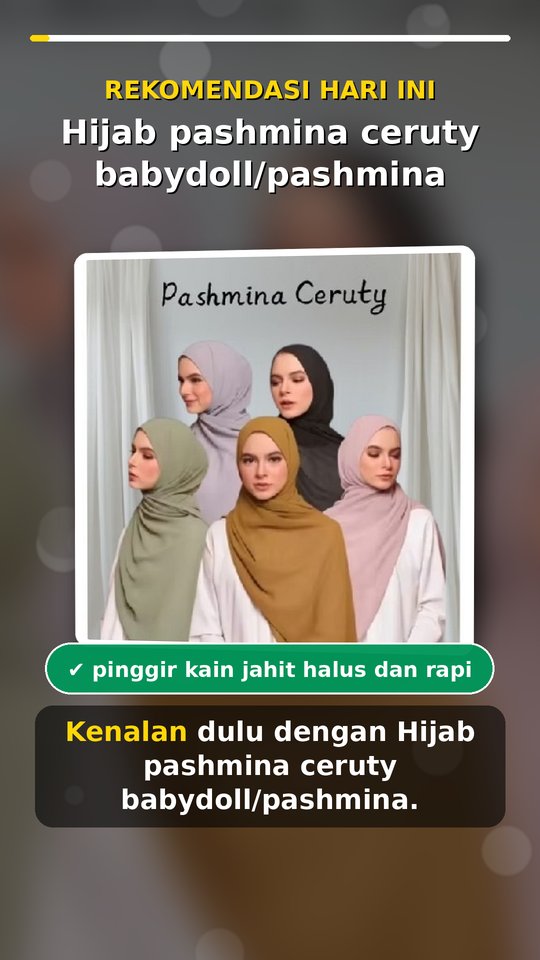 REKOMENDASI HARI INI
Hijab pashmina ceruty
babydoll/pashmina
Pashmina Ceruty
✔ pinggir kain jahit halus dan rapi
Kenalan dulu dengan Hijab
pashmina ceruty
babydoll/pashmina.